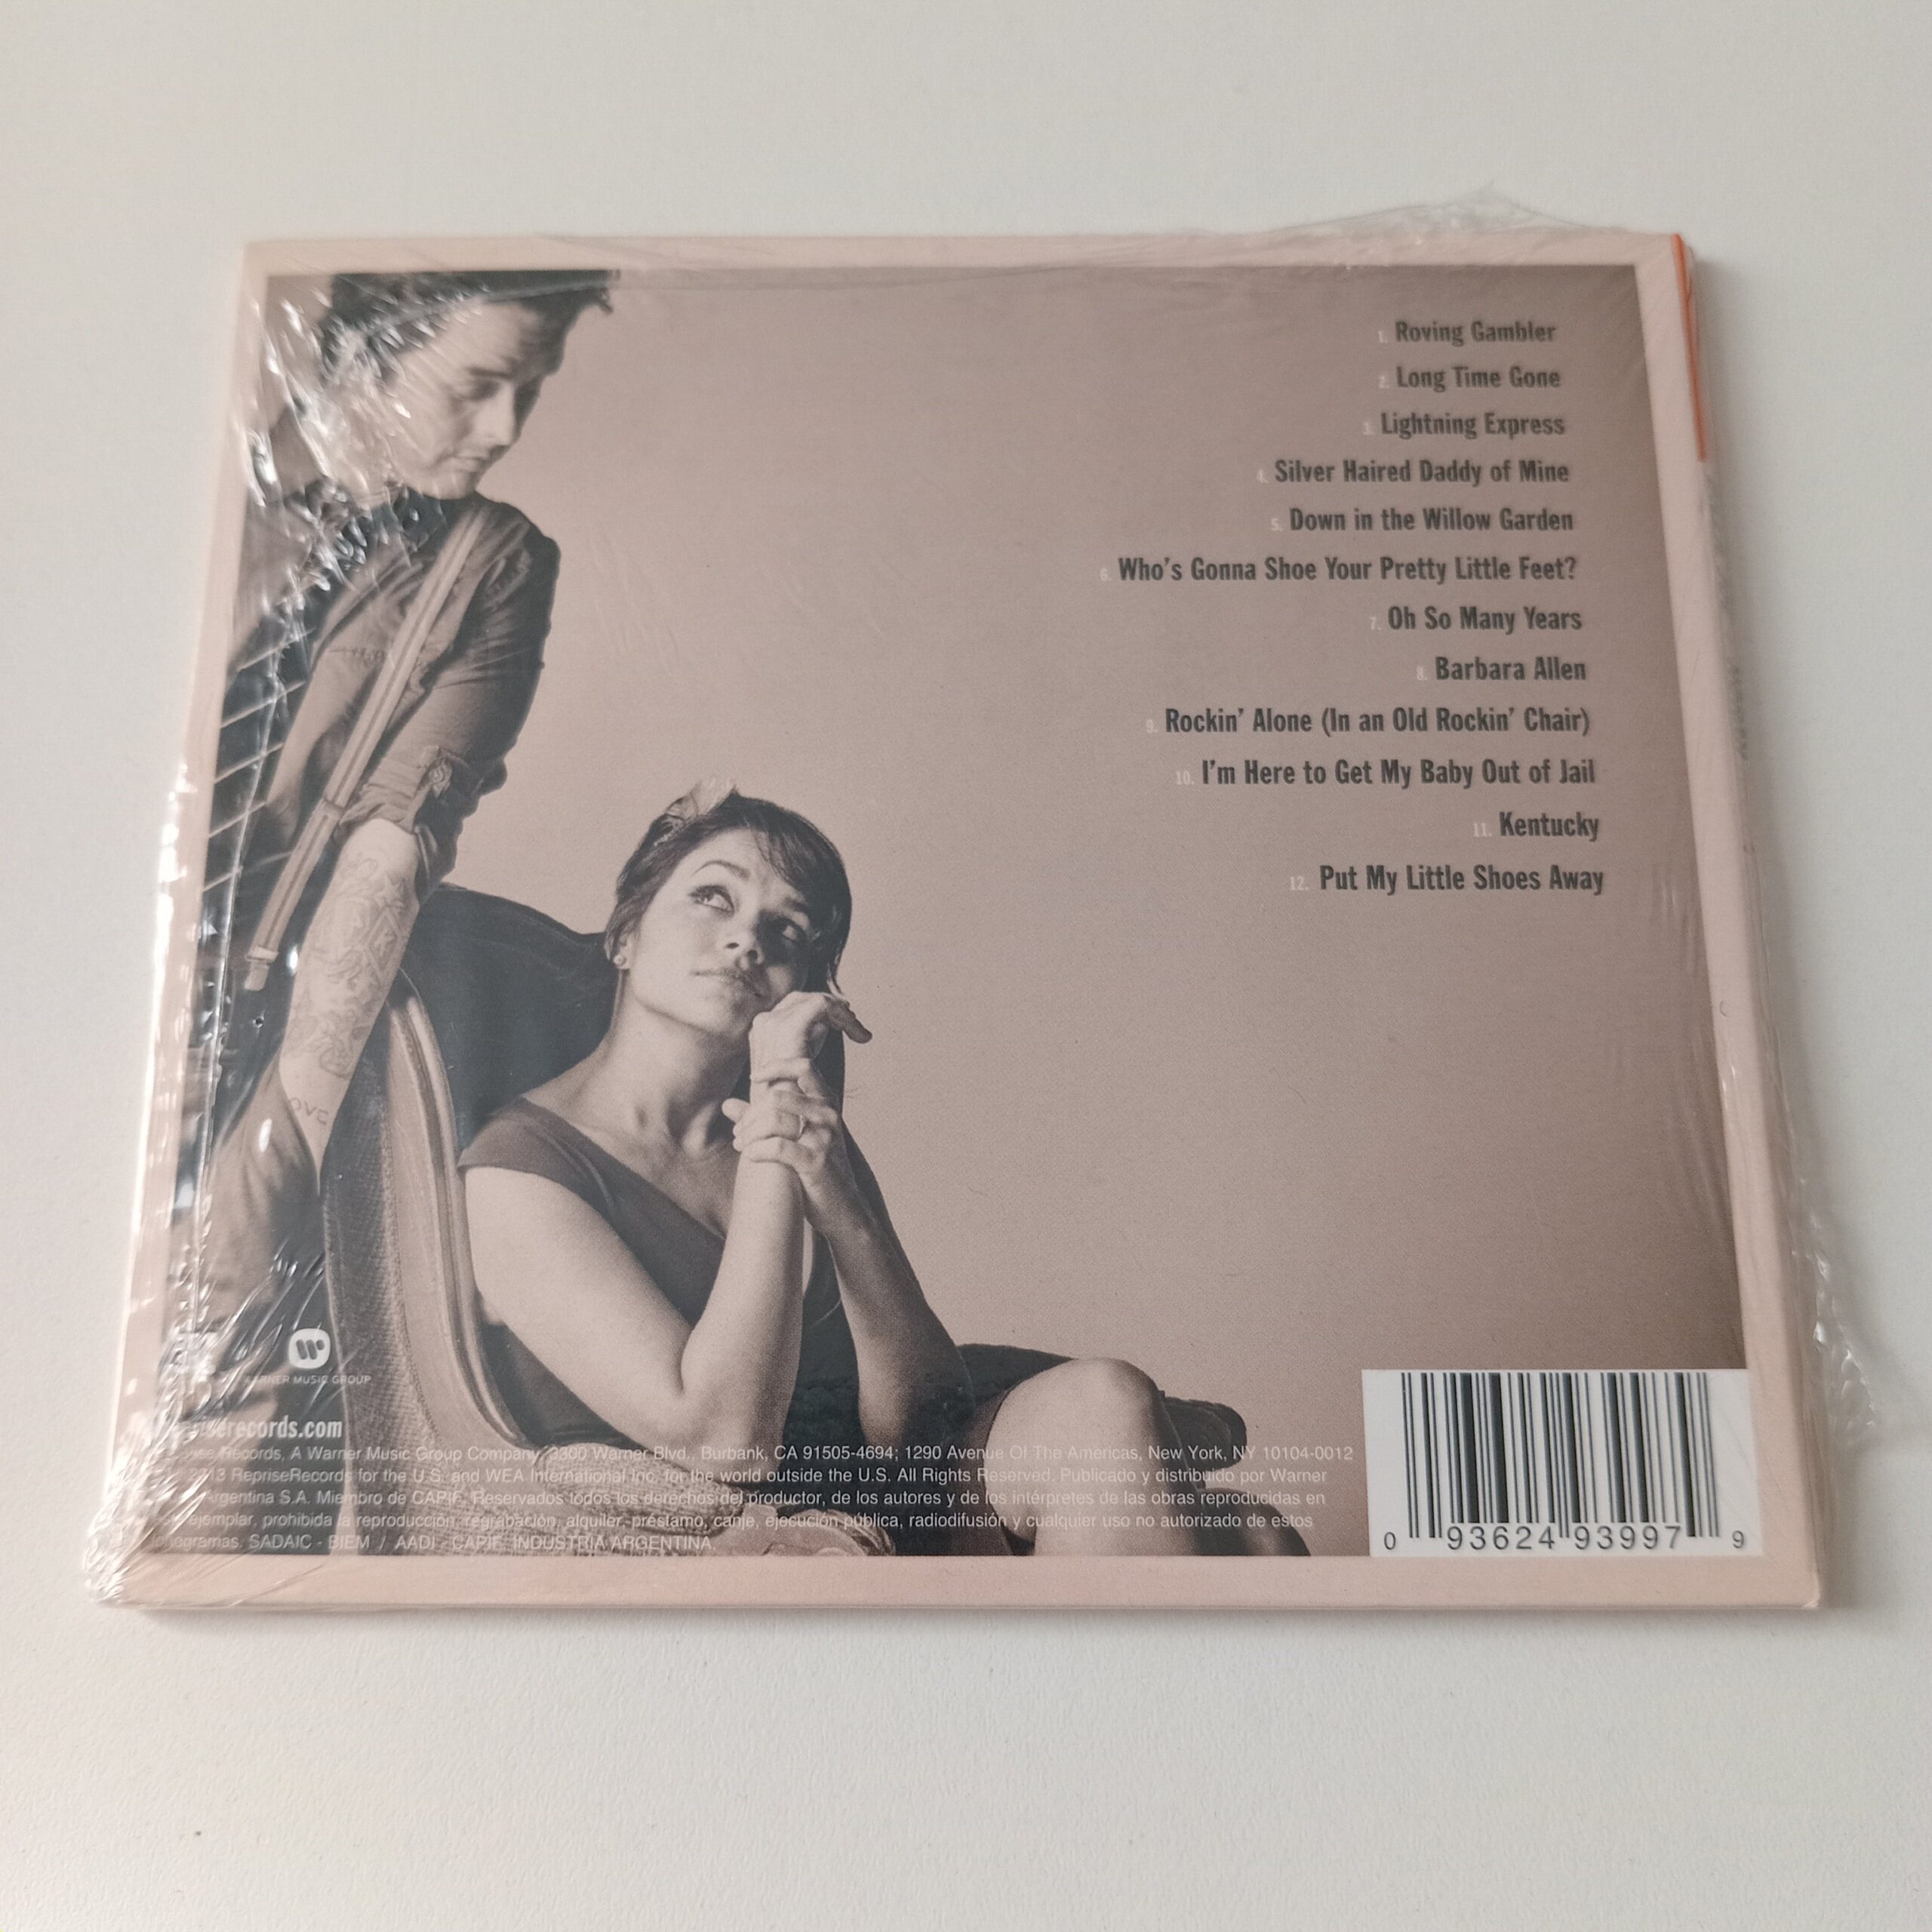 1. Roving Gambler
2. Long Time Gone
3. Lightning Express
4. Silver Haired Daddy of Mine
5. Down in the Willow Garden
6. Who's Gonna Shoe Your Pretty Little Feet?
7. Oh So Many Years
8. Barbara Allen
9. Rockin' Alone (In an Old Rockin' Chair)
10. I'm Here to Get My Baby Out of Jail
11. Kentucky
12. Put My Little Shoes Away
OVE
W
WARNER MUSIC GROUP
riserecords.com
Records, A Warner Music Group Company, 3300 Warner Blvd., Burbank, CA 91505-4694; 1290 Avenue Of The Americas, New York, NY 10104-0012
2013 RepriseRecords for the U.S. and WEA International Inc. for the world outside the U.S. All Rights Reserved. Publicado y distribuido por Warner
Argentina S.A. Miembro de CAPIF. Reservados todos los derechos del productor, de los autores y de los intérpretes de las obras reproducidas en
ejemplar, prohibida la reproducción, regrabación, alquiler, préstamo, canje, ejecución pública, radiodifusión y cualquier uso no autorizado de estos
fonogramas. SADAIC - BIEM / AADI - CAPIF. INDUSTRIA ARGENTINA.
0 93624 93997 9